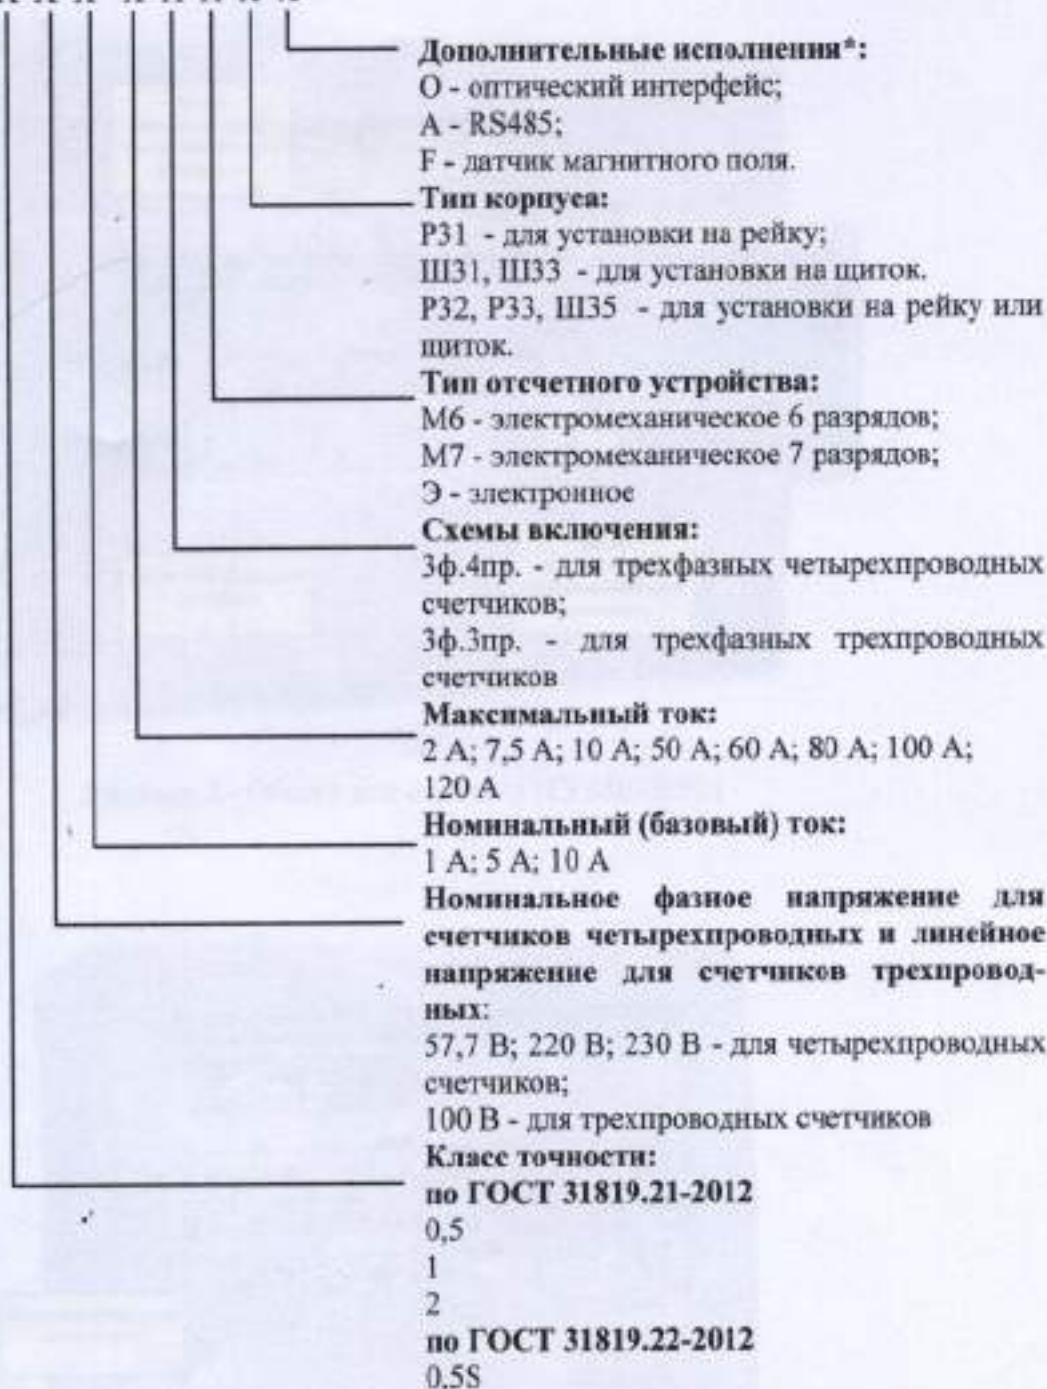 Дополнительные исполнения*:
О - оптический интерфейс;
А - RS485;
F - датчик магнитного поля.
Тип корпуса:
Р31 - для установки на рейку;
Ш31, Ш33 - для установки на щиток.
Р32, Р33, Ш35 - для установки на рейку или
щиток.
Тип отсчетного устройства:
М6 - электромеханическое 6 разрядов;
М7 - электромеханическое 7 разрядов;
Э - электронное
Схемы включения:
3ф.4пр. - для трехфазных четырехпроводных
счетчиков;
3ф.3пр. - для трехфазных трехпроводных
счетчиков
Максимальный ток:
2 А; 7,5 А; 10 А; 50 А; 60 А; 80 А; 100 А;
120 А
Номинальный (базовый) ток:
1 А; 5 А; 10 А
Номинальное фазное напряжение для
счетчиков четырехпроводных и линейное
напряжение для счетчиков трехпровод-
ных:
57,7 В; 220 В; 230 В - для четырехпроводных
счетчиков;
100 В - для трехпроводных счетчиков
Класс точности:
по ГОСТ 31819.21-2012
0,5
1
2
по ГОСТ 31819.22-2012
0,5S